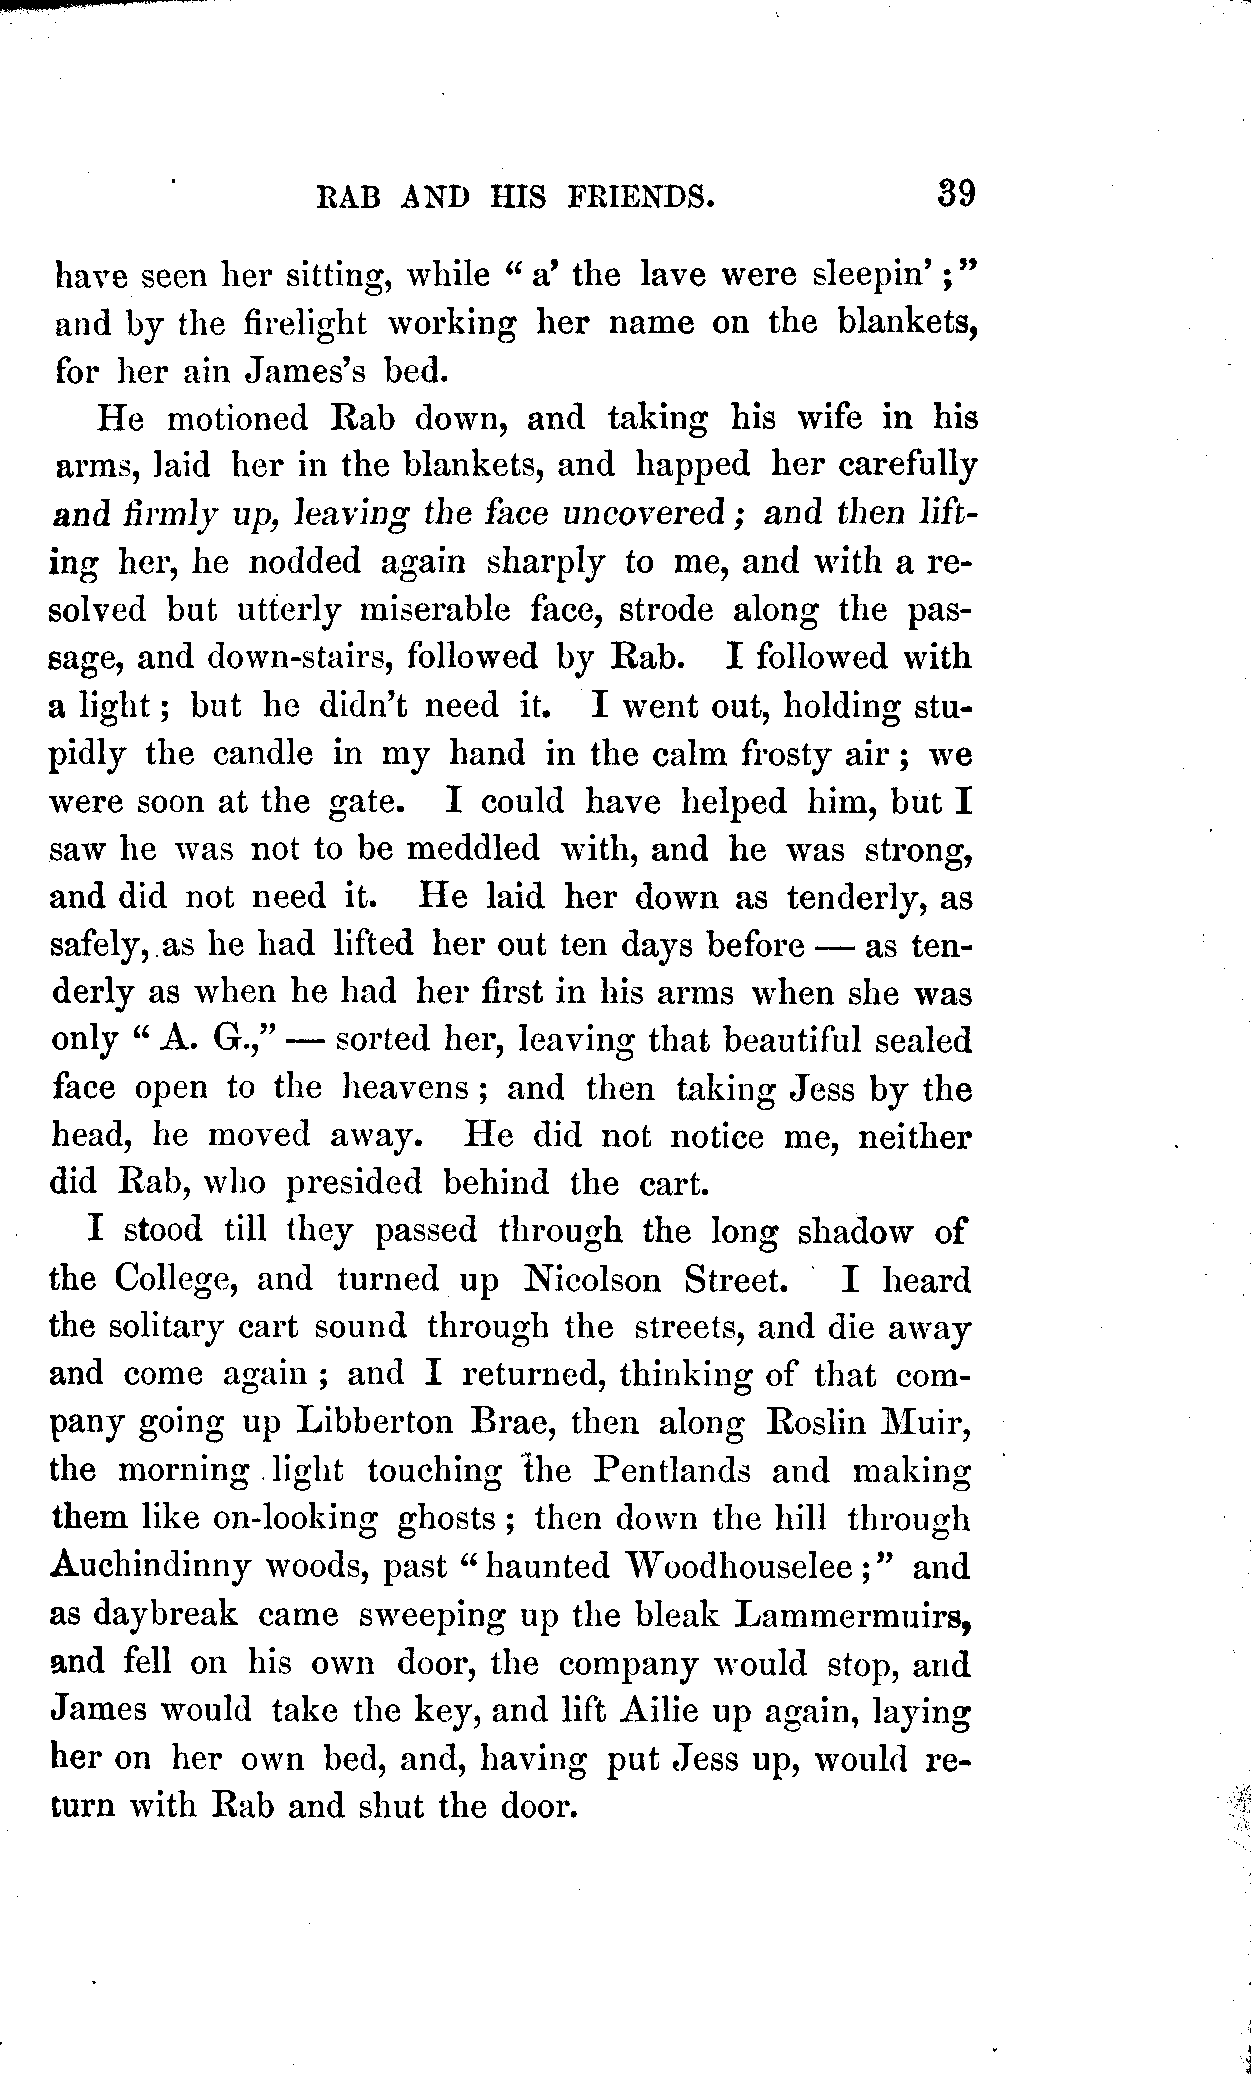 RAB AND HIS FRIENDS. 39
have seen her sitting, while “ a’ the lave were sleepin’ ;”
and by the firelight working her name on the blankets,
for her ain James’s bed.
He motioned Rab down, and taking his wife in his
arms, laid her in the blankets, and happed her carefully
and firmly up, leaving the face uncovered ; and then lift-
ing her, he nodded again sharply to me, and with a re-
solved but utterly miserable face, strode along the pas-
sage, and down-stairs, followed by Rab. I followed with
a light ; but he didn’t need it. I went out, holding stu-
pidly the candle in my hand in the calm frosty air ; we
were soon at the gate. I could have helped him, but I
saw he was not to be meddled with, and he was strong,
and did not need it. He laid her down as tenderly, as
safely, as he had lifted her out ten days before — as ten-
derly as when he had her first in his arms when she was
only “ A. G.,” — sorted her, leaving that beautiful sealed
face open to the heavens ; and then taking Jess by the
head, he moved away. He did not notice me, neither
did Rab, who presided behind the cart.
I stood till they passed through the long shadow of
the College, and turned up Nicolson Street. I heard
the solitary cart sound through the streets, and die away
and come again ; and I returned, thinking of that com-
pany going up Libberton Brae, then along Roslin Muir,
the morning light touching the Pentlands and making
them like on-looking ghosts ; then down the hill through
Auchindinny woods, past “ haunted Woodhouselee ;” and
as daybreak came sweeping up the bleak Lammermuirs,
and fell on his own door, the company would stop, and
James would take the key, and lift Ailie up again, laying
her on her own bed, and, having put Jess up, would re-
turn with Rab and shut the door.